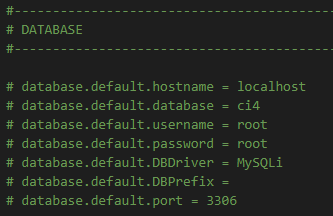 #--------------------------------------
# DATABASE
#--------------------------------------
# database.default.hostname = localhost
# database.default.database = ci4
# database.default.username = root
# database.default.password = root
# database.default.DBDriver = MySQLi
# database.default.DBPrefix =
# database.default.port = 3306